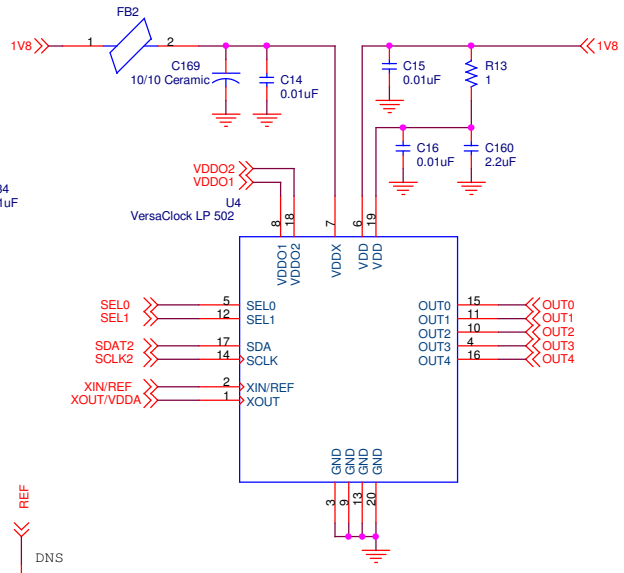 FB2
1V8 1 2 1V8
C169
10/10 Ceramic
C14
0.01uF
C15
0.01uF
R13
1
C16
0.01uF
C160
2.2uF
VDDO2
VDDO1
U4
VersaClock LP 502
8 18 7 6 19
VDDO1 VDDO2 VDDX VDD VDD
SEL0 5 SEL0 OUT0 15 OUT0
SEL1 12 SEL1 OUT1 11 OUT1
OUT2 10 OUT2
SDAT2 17 SDA OUT3 4 OUT3
SCLK2 14 SCLK OUT4 16 OUT4
XIN/REF 2 XIN/REF
XOUT/VDDA 1 XOUT
GND GND GND GND
3 9 13 20
REF
DNS